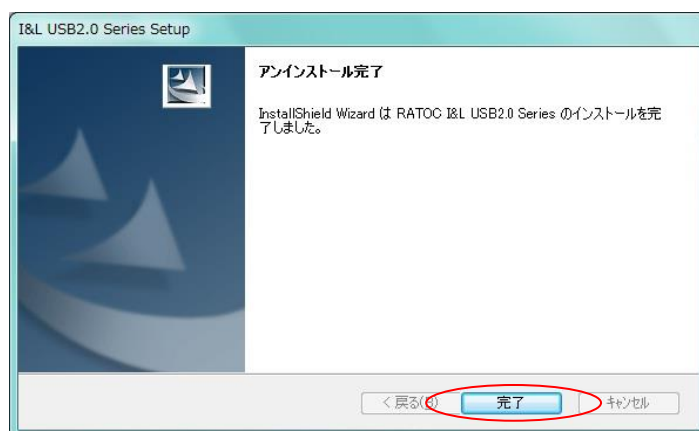 I&L USB2.0 Series Setup
アンインストール完了
InstallShield Wizard は RATOC I&L USB2.0 Series のインストールを完
了しました。
< 戻る(B) 完了 キャンセル